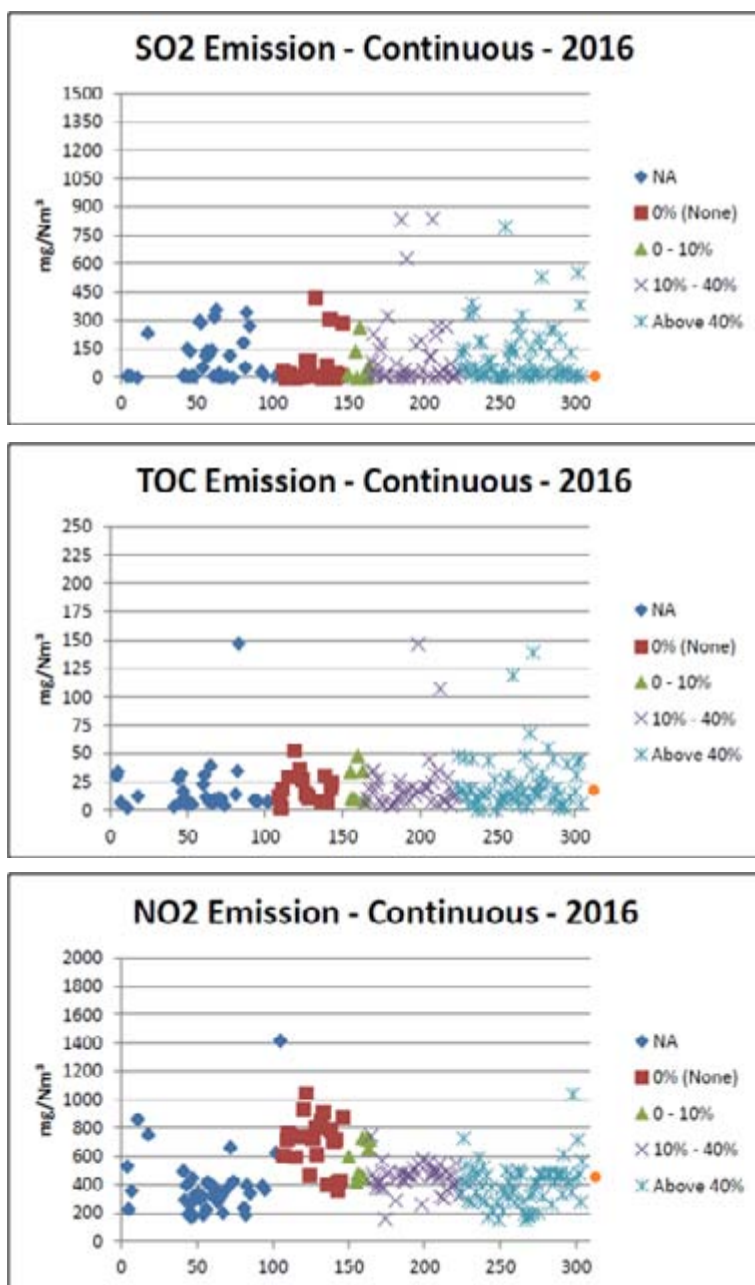 SO2 Emission - Continuous - 2016
1500
1350
1200
1050
900
750
600
450
300
150
0
mg/Nm³
0 50 100 150 200 250 300
NA
0% (None)
0 - 10%
10% - 40%
Above 40%
TOC Emission - Continuous - 2016
250
225
200
175
150
125
100
75
50
25
0
mg/Nm³
0 50 100 150 200 250 300
NA
0% (None)
0 - 10%
10% - 40%
Above 40%
NO2 Emission - Continuous - 2016
2000
1800
1600
1400
1200
1000
800
600
400
200
0
mg/Nm³
0 50 100 150 200 250 300
NA
0% (None)
0 - 10%
10% - 40%
Above 40%